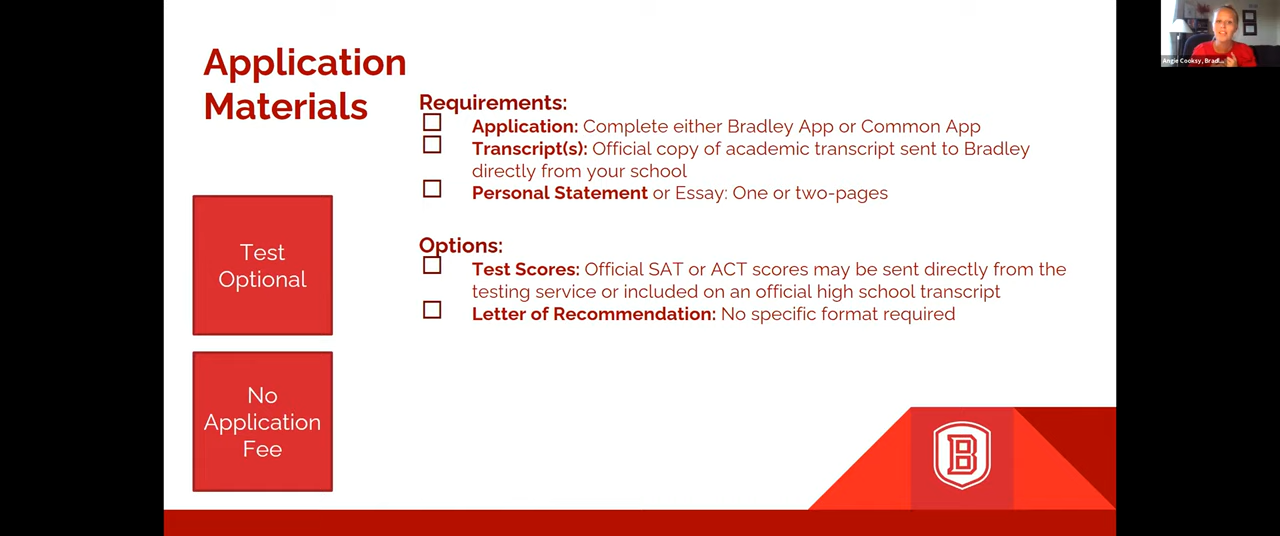 Application
Materials
Requirements:
Application: Complete either Bradley App or Common App
Transcript(s): Official copy of academic transcript sent to Bradley
directly from your school
Personal Statement or Essay: One or two-pages
Options:
Test Scores: Official SAT or ACT scores may be sent directly from the
testing service or included on an official high school transcript
Letter of Recommendation: No specific format required
Test
Optional
No
Application
Fee
B
Angie Cooksy, Bradl...